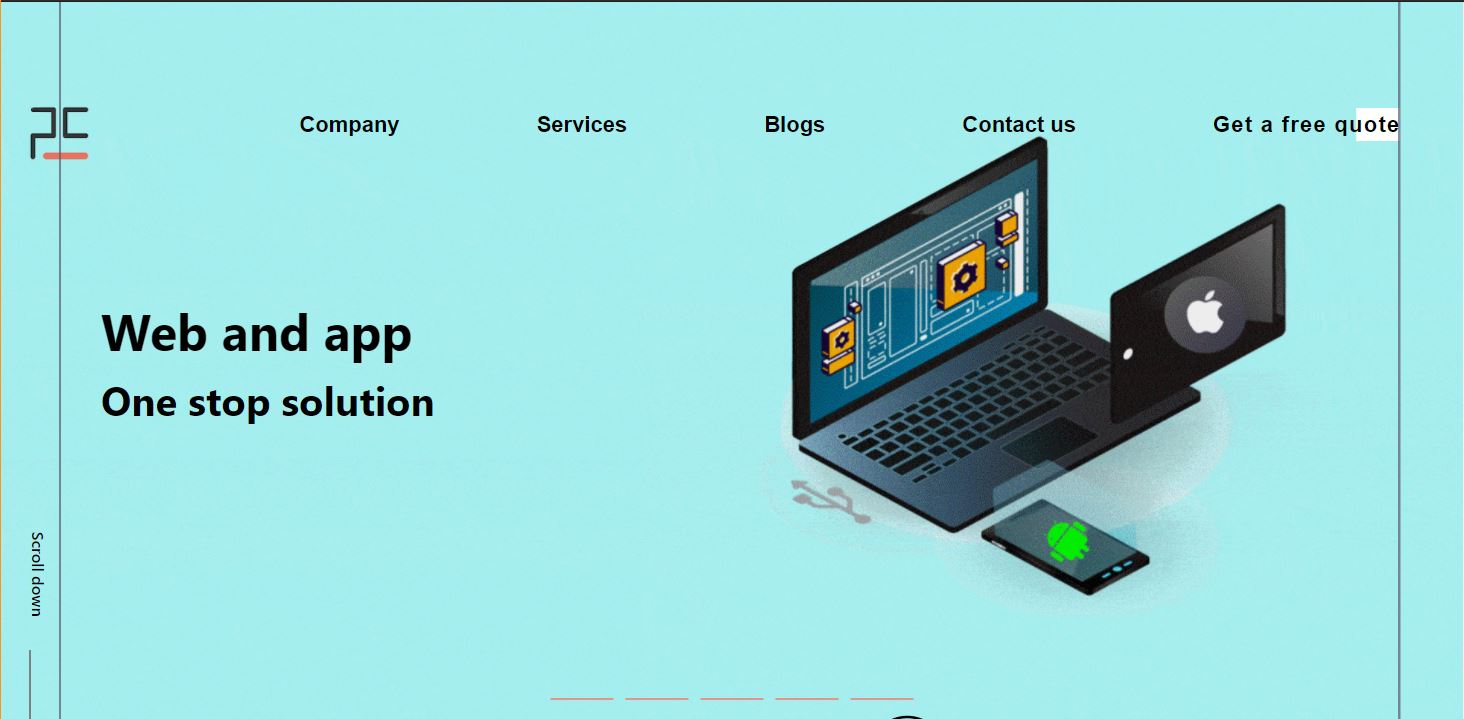 Company Services Blogs Contact us Get a free quote
Web and app
One stop solution
Scroll down